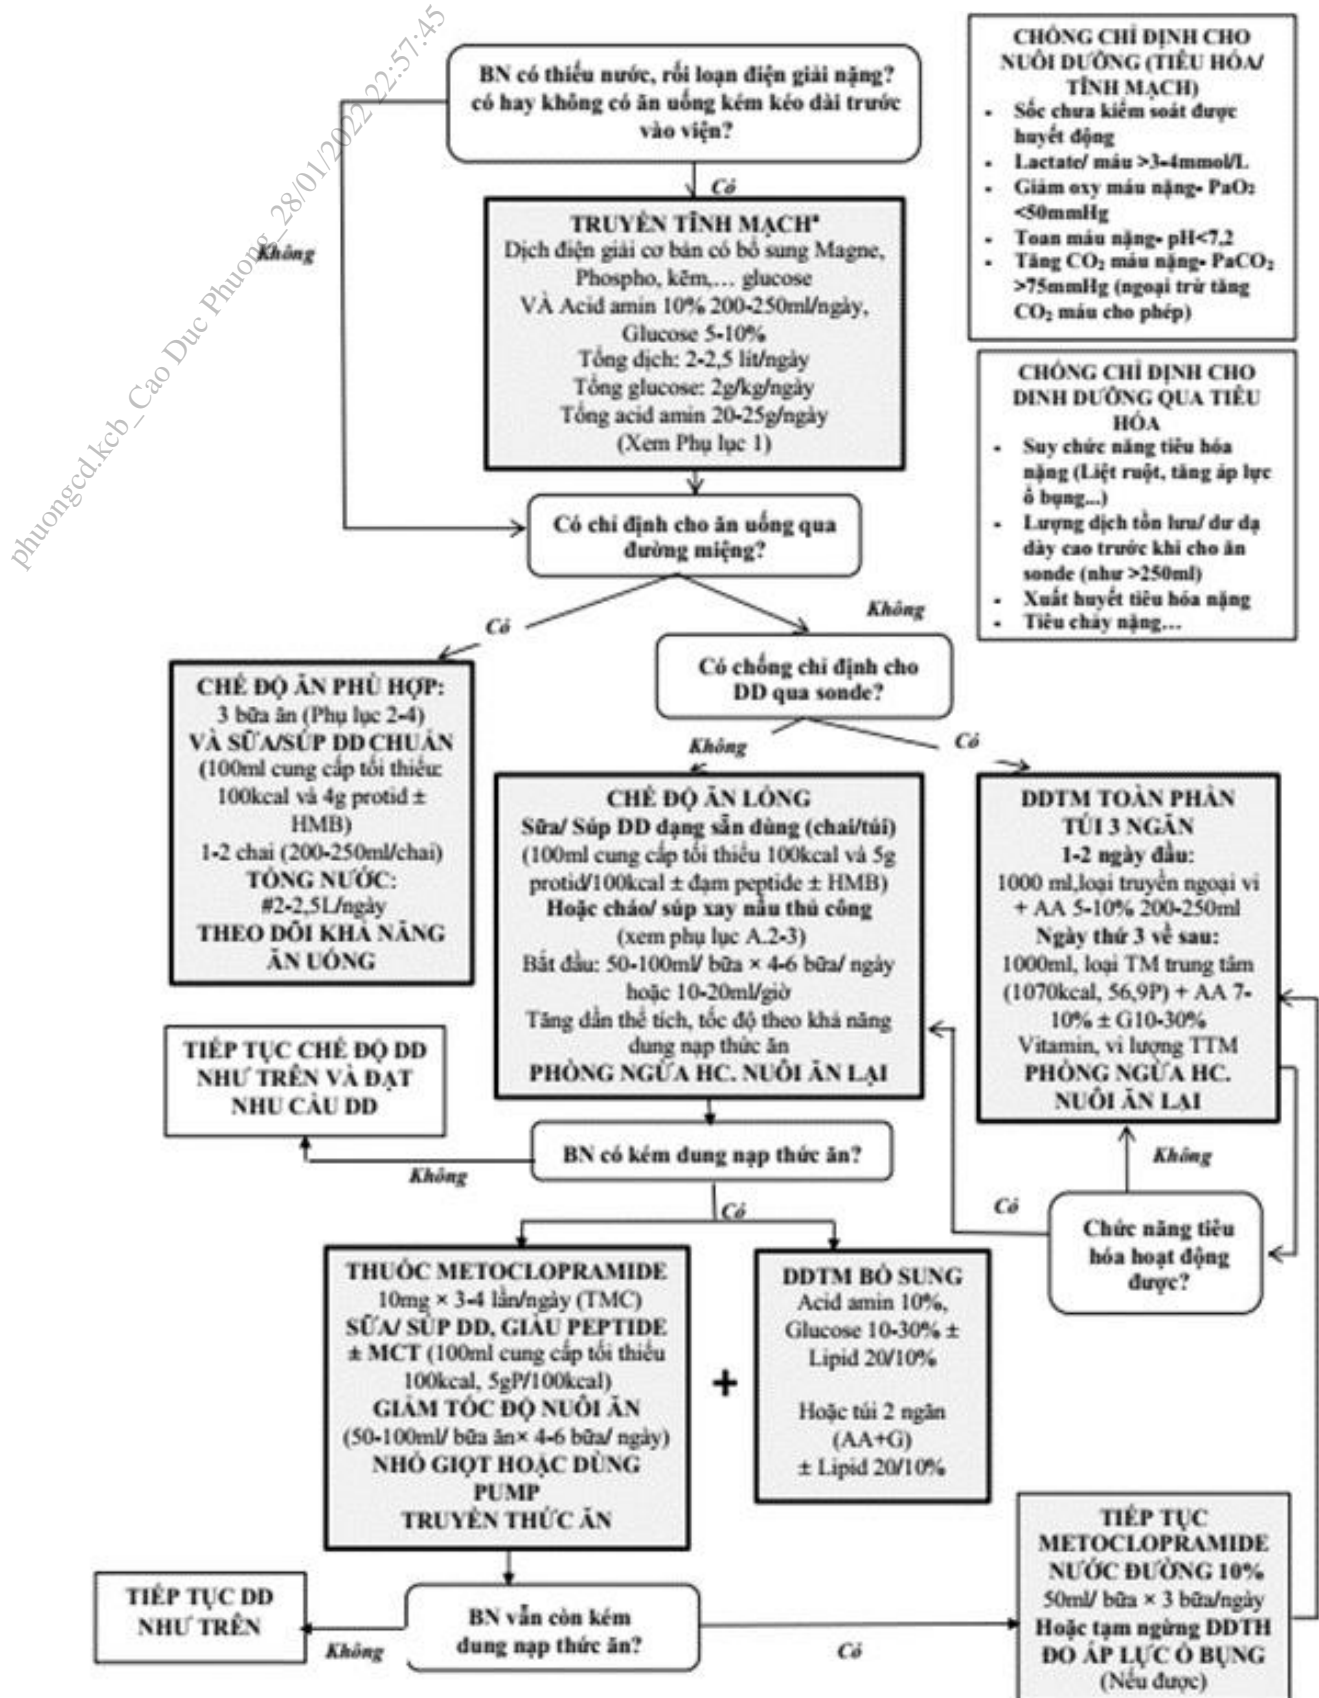 phuongcd.kcb_Cao Duc Phuong_28/01/2022 22:57:45
BN có thiếu nước, rối loạn điện giải nặng?
có hay không có ăn uống kém kéo dài trước
vào viện?
Có
Không
TRUYỀN TĨNH MẠCH*
Dịch điện giải cơ bản có bổ sung Magne,
Phospho, kẽm,… glucose
VÀ Acid amin 10% 200-250ml/ngày,
Glucose 5-10%
Tổng dịch: 2-2,5 lít/ngày
Tổng glucose: 2g/kg/ngày
Tổng acid amin 20-25g/ngày
(Xem Phụ lục 1)
CHỐNG CHỈ ĐỊNH CHO
NUÔI DƯỠNG (TIÊU HÓA/
TĨNH MẠCH)
- Sốc chưa kiểm soát được
huyết động
- Lactate/ máu >3-4mmol/L
- Giảm oxy máu nặng- PaO₂
<50mmHg
- Toan máu nặng- pH<7,2
- Tăng CO₂ máu nặng- PaCO₂
>75mmHg (ngoại trừ tăng
CO₂ máu cho phép)
CHỐNG CHỈ ĐỊNH CHO
DINH DƯỠNG QUA TIÊU
HÓA
- Suy chức năng tiêu hóa
nặng (Liệt ruột, tăng áp lực
ổ bụng...)
- Lượng dịch tồn lưu/ dư dạ
dày cao trước khi cho ăn
sonde (như >250ml)
- Xuất huyết tiêu hóa nặng
- Tiêu chảy nặng…
Có chỉ định cho ăn uống qua
đường miệng?
Có
Không
CHẾ ĐỘ ĂN PHÙ HỢP:
3 bữa ăn (Phụ lục 2-4)
VÀ SỮA/SÚP DD CHUẨN
(100ml cung cấp tối thiểu:
100kcal và 4g protid ±
HMB)
1-2 chai (200-250ml/chai)
TỔNG NƯỚC:
#2-2,5L/ngày
THEO DÕI KHẢ NĂNG
ĂN UỐNG
Có chống chỉ định cho
DD qua sonde?
Không
Có
CHẾ ĐỘ ĂN LỎNG
Sữa/ Súp DD dạng sẵn dùng (chai/túi)
(100ml cung cấp tối thiểu 100kcal và 5g
protid/100kcal ± đạm peptide ± HMB)
Hoặc cháo/ súp xay nấu thủ công
(xem phụ lục A.2-3)
Bắt đầu: 50-100ml/ bữa × 4-6 bữa/ ngày
hoặc 10-20ml/giờ
Tăng dần thể tích, tốc độ theo khả năng
dung nạp thức ăn
PHÒNG NGỪA HC. NUÔI ĂN LẠI
DDTM TOÀN PHẦN
TÚI 3 NGĂN
1-2 ngày đầu:
1000 ml,loại truyền ngoại vi
+ AA 5-10% 200-250ml
Ngày thứ 3 về sau:
1000ml, loại TM trung tâm
(1070kcal, 56,9P) + AA 7-
10% ± G10-30%
Vitamin, vi lượng TTM
PHÒNG NGỪA HC.
NUÔI ĂN LẠI
TIẾP TỤC CHẾ ĐỘ DD
NHƯ TRÊN VÀ ĐẠT
NHU CẦU DD
Không
BN có kém dung nạp thức ăn?
Có
Có
Không
Chức năng tiêu
hóa hoạt động
được?
THUỐC METOCLOPRAMIDE
10mg × 3-4 lần/ngày (TMC)
SỮA/ SÚP DD, GIÀU PEPTIDE
± MCT (100ml cung cấp tối thiểu
100kcal, 5gP/100kcal)
GIẢM TỐC ĐỘ NUÔI ĂN
(50-100ml/ bữa ăn× 4-6 bữa/ ngày)
NHỎ GIỌT HOẶC DÙNG
PUMP
TRUYỀN THỨC ĂN
+
DDTM BỔ SUNG
Acid amin 10%,
Glucose 10-30% ±
Lipid 20/10%
Hoặc túi 2 ngăn
(AA+G)
± Lipid 20/10%
TIẾP TỤC DD
NHƯ TRÊN
Không
BN vẫn còn kém
dung nạp thức ăn?
Có
TIẾP TỤC
METOCLOPRAMIDE
NƯỚC ĐƯỜNG 10%
50ml/ bữa × 3 bữa/ngày
Hoặc tạm ngừng DDTH
ĐO ÁP LỰC Ổ BỤNG
(Nếu được)